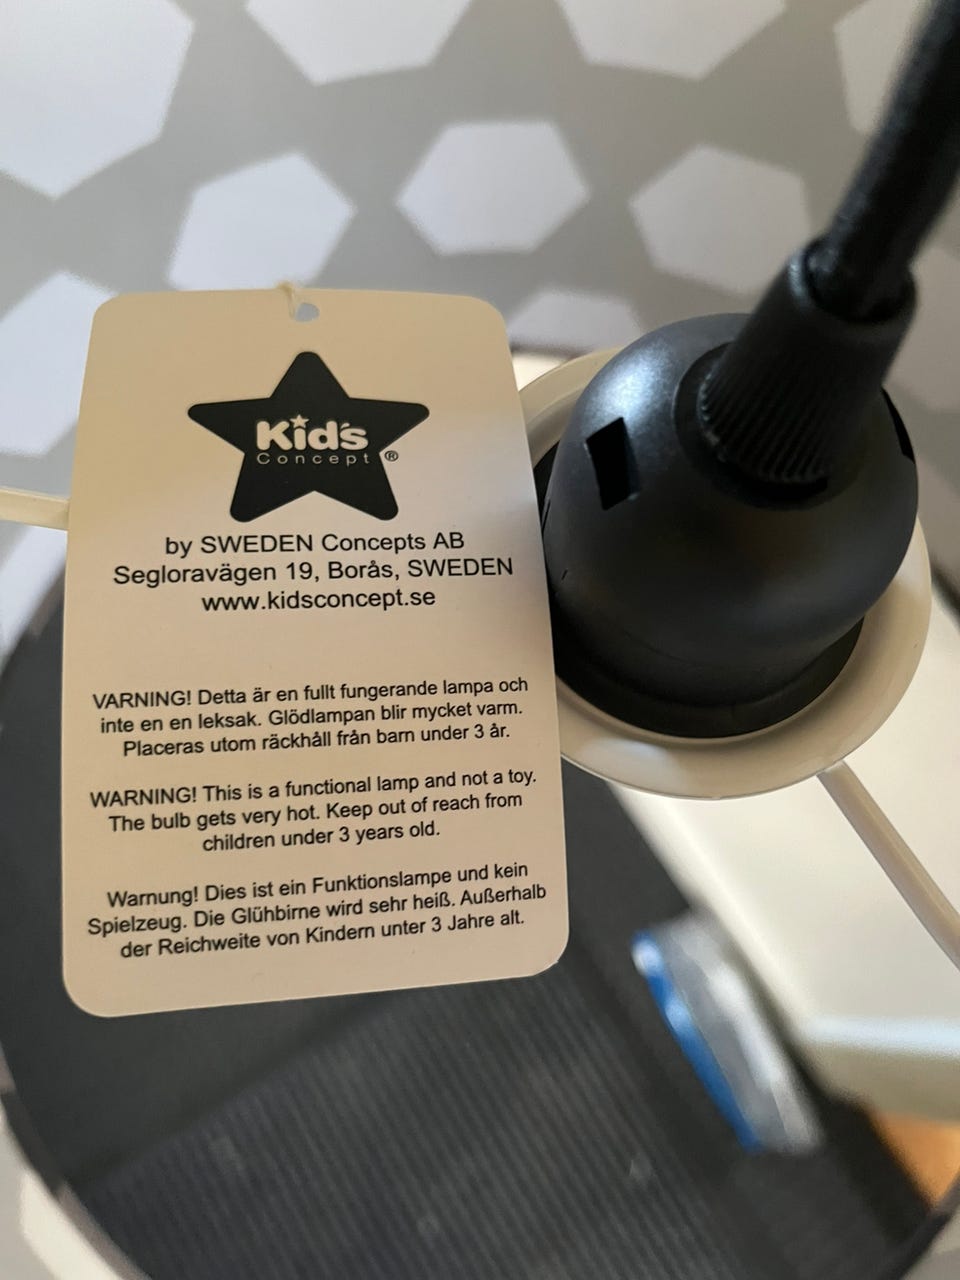 Kid's
Concept ®
by SWEDEN Concepts AB
Segloravägen 19, Borås, SWEDEN
www.kidsconcept.se
VARNING! Detta är en fullt fungerande lampa och
inte en en leksak. Glödlampan blir mycket varm.
Placeras utom räckhåll från barn under 3 år.
WARNING! This is a functional lamp and not a toy.
The bulb gets very hot. Keep out of reach from
children under 3 years old.
Warnung! Dies ist ein Funktionslampe und kein
Spielzeug. Die Glühbirne wird sehr heiß. Außerhalb
der Reichweite von Kindern unter 3 Jahre alt.